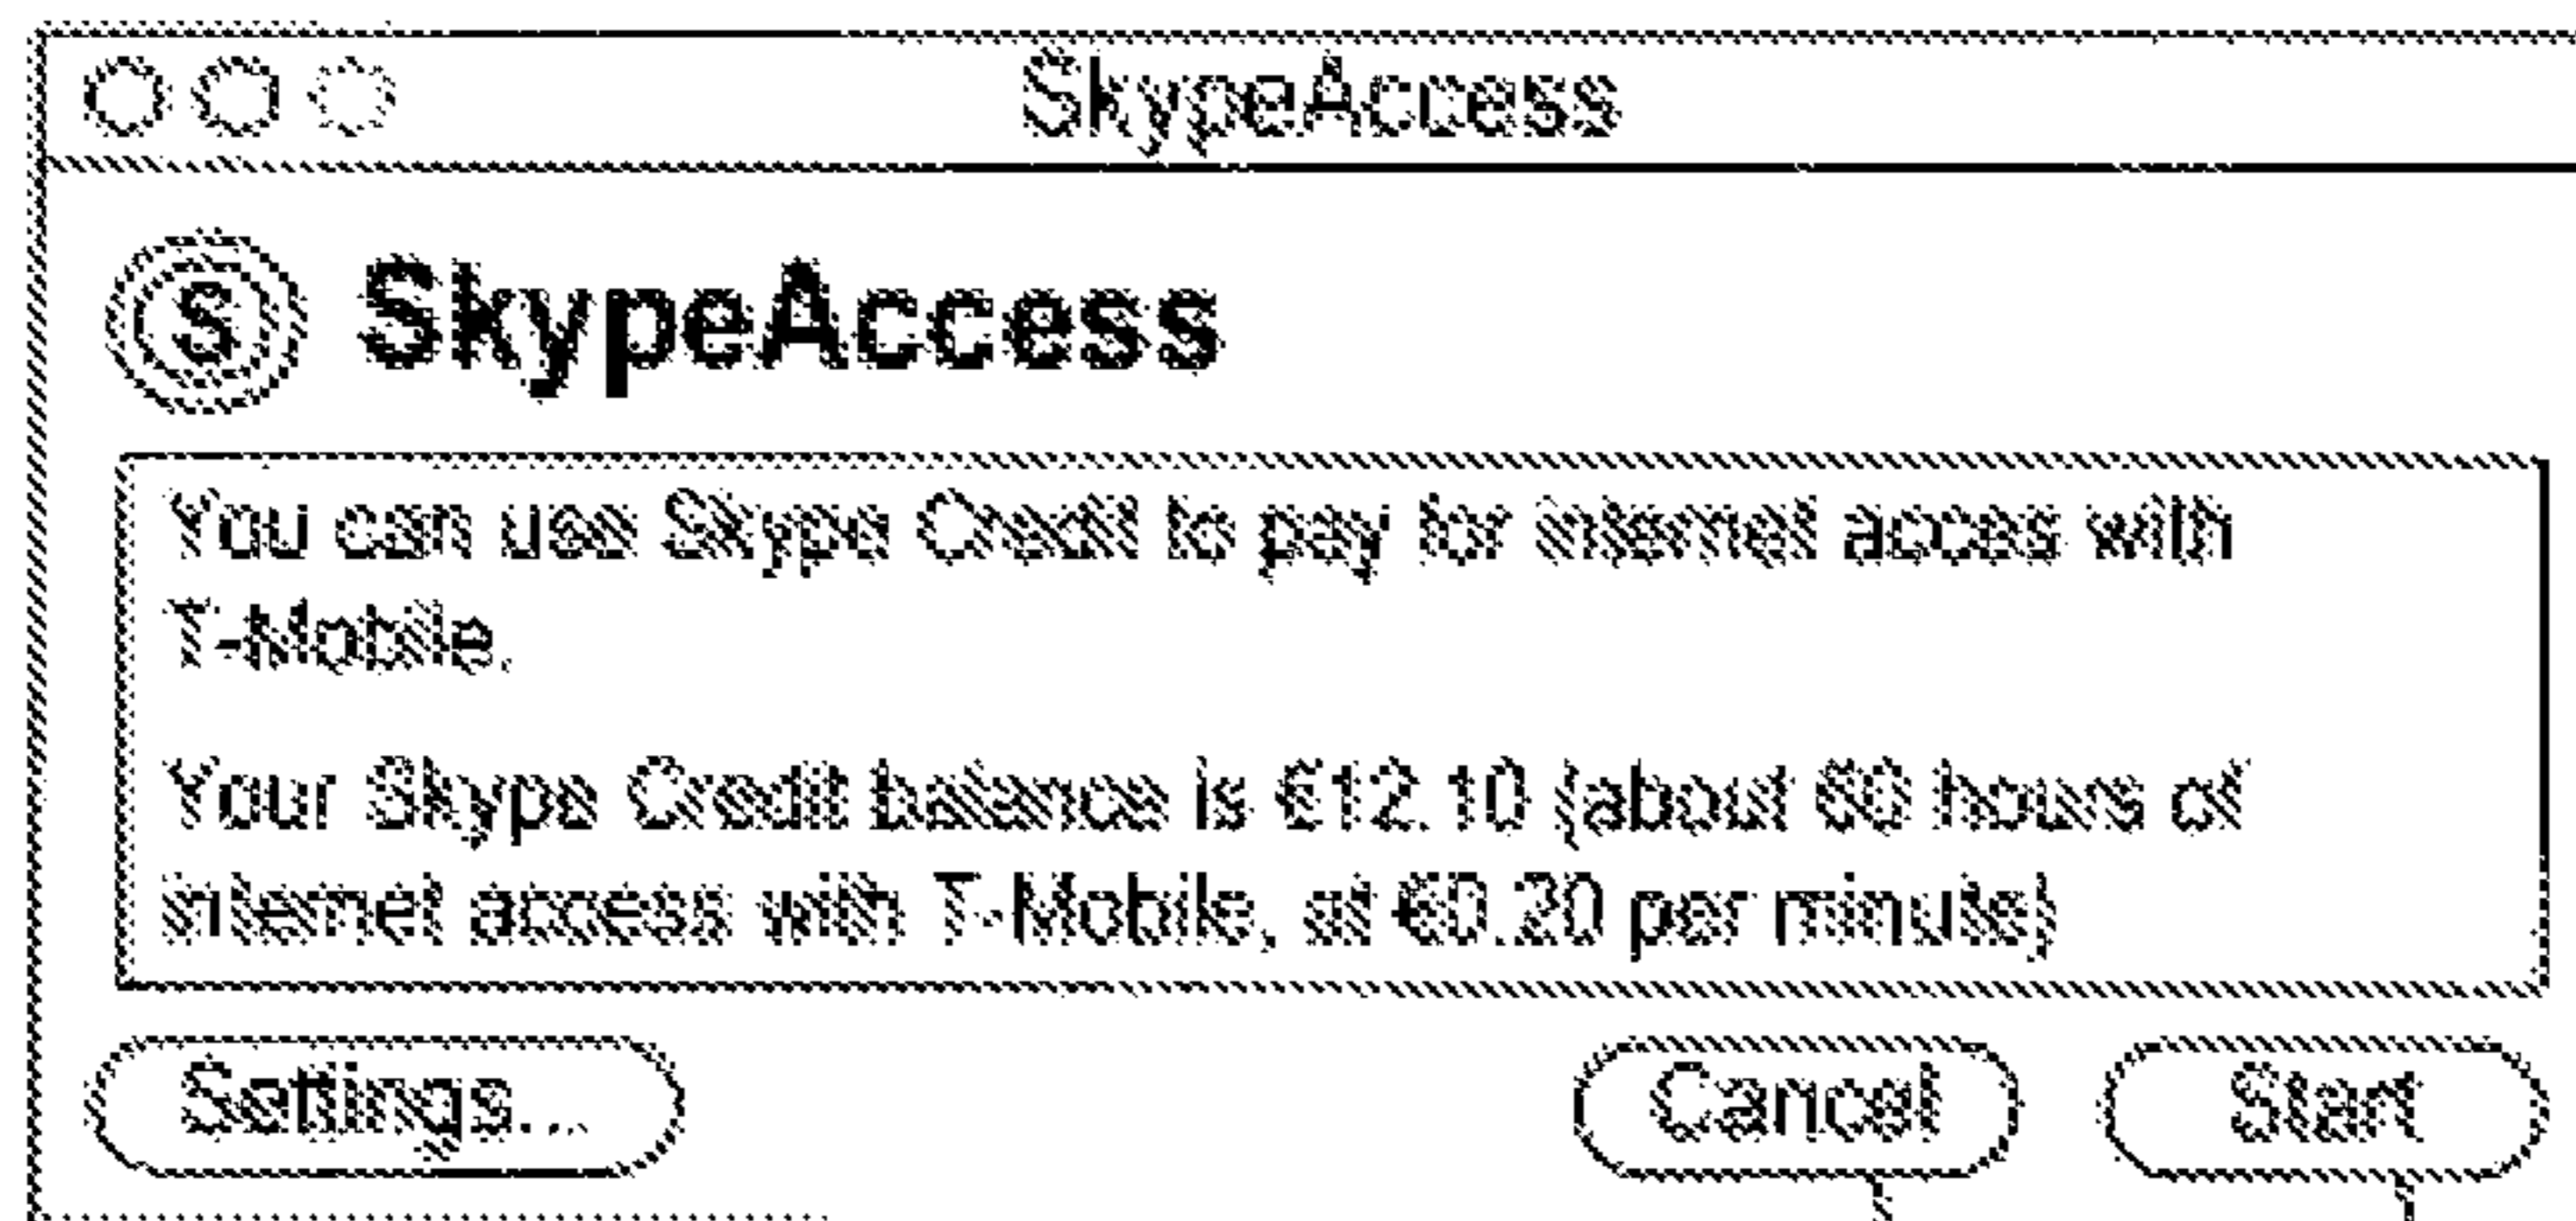 SkypeAccess
S SkypeAccess
You can use Skype Credit to pay for internet acces with
T-Mobile.
Your Skype Credit balance is €12.10 (about 60 hours of
internet access with T-Mobile, at €0.20 per minute)
Settings... Cancel Start